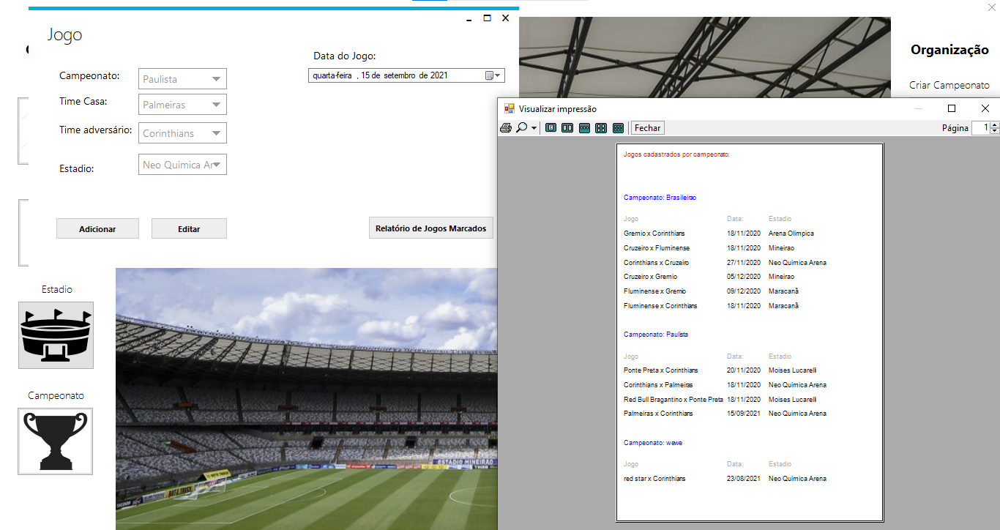 Jogo
Data do Jogo:
quarta-feira , 15 de setembro de 2021
Campeonato: Paulista
Time Casa: Palmeiras
Time adversário: Corinthians
Estadio: Neo Quimica Ar
Adicionar Editar Relatório de Jogos Marcados
Estadio
Campeonato
ESTÁDIO MINEIRÃO
Organização
Criar Campeonato
Visualizar impressão
Fechar Página 1
Jogos cadastrados por campeonato:
Campeonato: Brasileirao
Jogo Data: Estadio
Gremio x Corinthians 18/11/2020 Arena Olimpica
Cruzeiro x Fluminense 18/11/2020 Mineirao
Corinthians x Cruzeiro 27/11/2020 Neo Quimica Arena
Cruzeiro x Gremio 05/12/2020 Mineirao
Fluminense x Gremio 09/12/2020 Maracanã
Fluminense x Corinthians 18/11/2020 Maracanã
Campeonato: Paulista
Jogo Data: Estadio
Ponte Preta x Corinthians 20/11/2020 Moises Lucarelli
Corinthians x Palmeiras 18/11/2020 Neo Quimica Arena
Red Bull Bragantino x Ponte Preta 18/11/2020 Moises Lucarelli
Palmeiras x Corinthians 15/09/2021 Neo Quimica Arena
Campeonato: wewe
Jogo Data: Estadio
red star x Corinthians 23/08/2021 Neo Quimica Arena